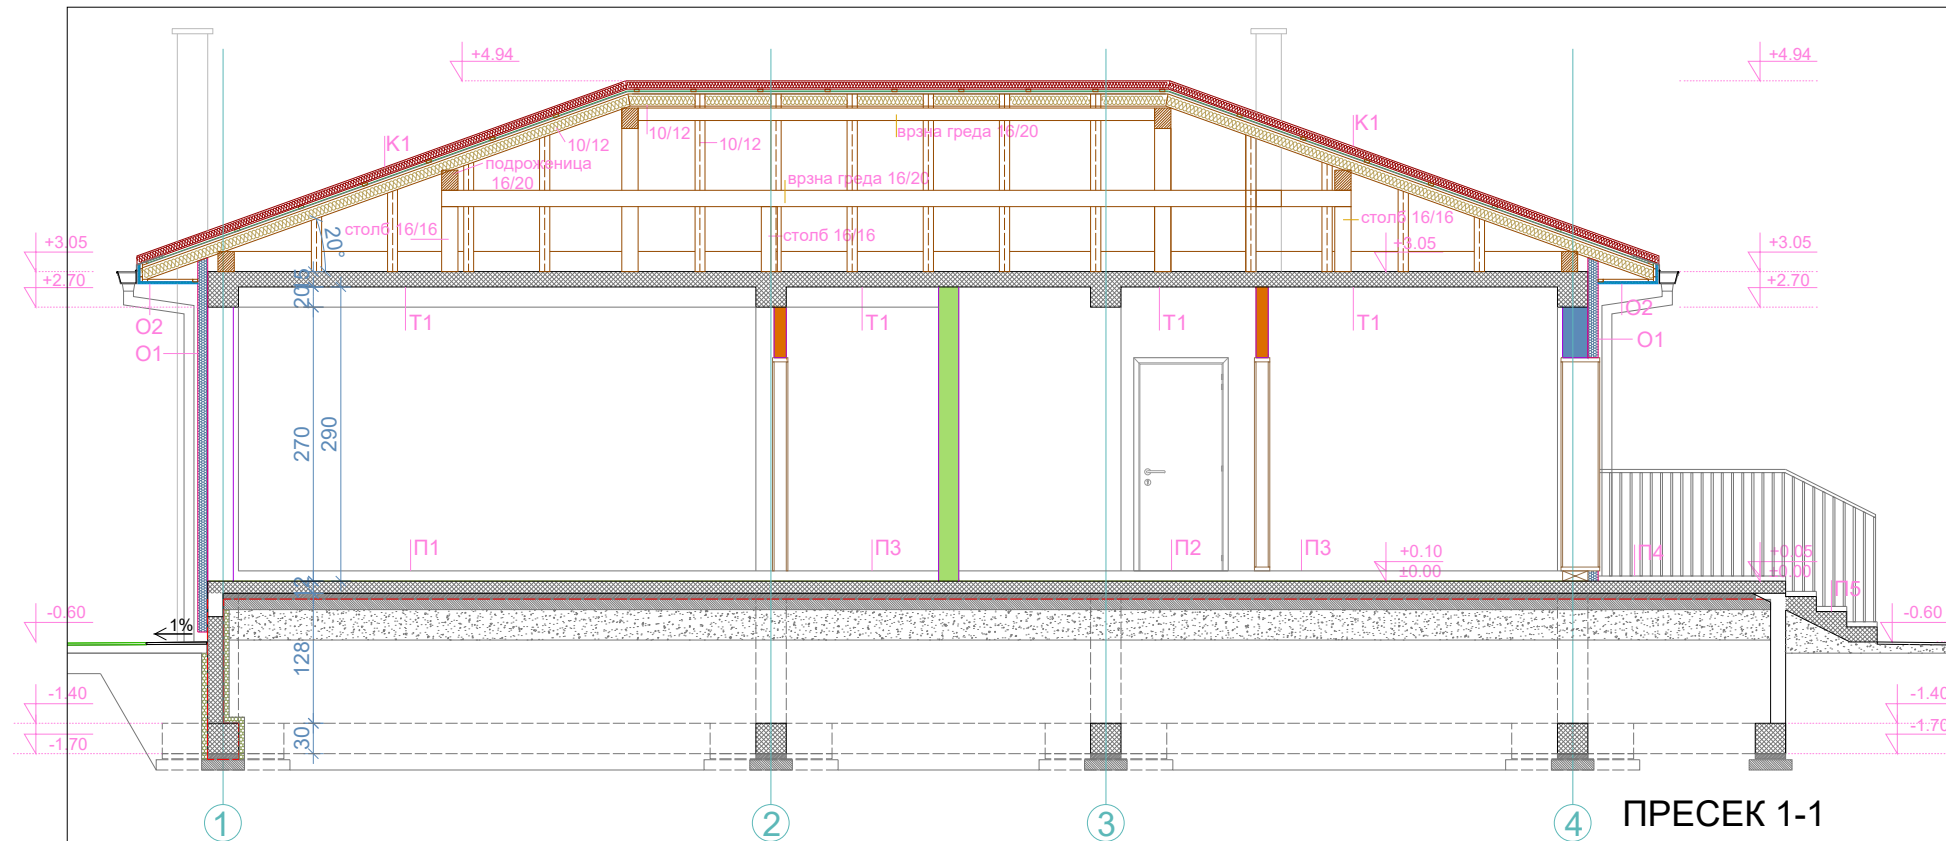 +4.94
+4.94
K1
10/12
10/12
10/12
врзна греда 16/20
K1
подроженица
16/20
врзна греда 16/20
столб 16/16
20°
столб 16/16
столб 16/16
+3.05
+3.05
+3.05
+2.70
+2.70
20
15
O2
O1
T1
T1
T1
T1
O2
O1
270
290
П1
П3
П2
П3
П4
П5
+0.10
±0.00
+0.05
±0.00
12
-0.60
1%
-0.60
128
-1.40
-1.40
30
-1.70
-1.70
1
2
3
4
ПРЕСЕК 1-1